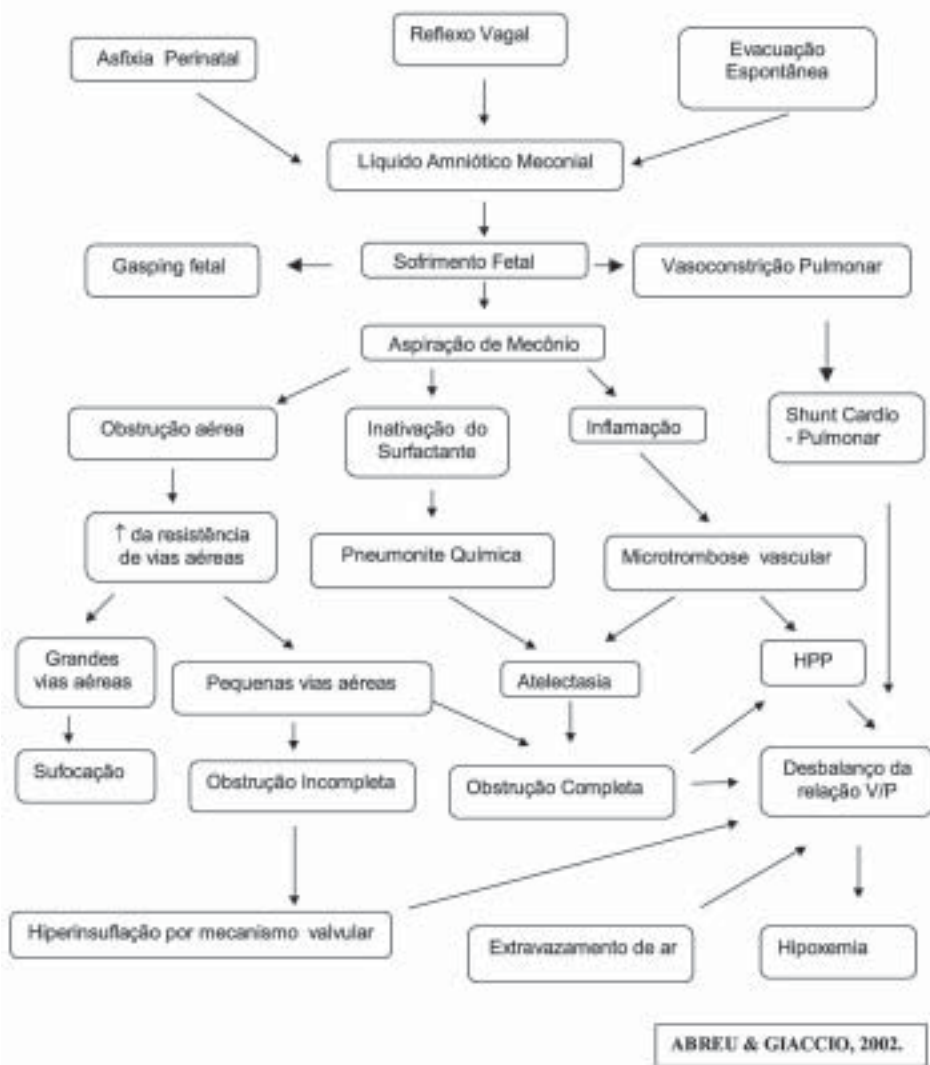 Asfixia Perinatal
Reflexo Vagal
Evacuação
Espontânea
Líquido Amniótico Meconial
Gasping fetal
Sofrimento Fetal
Vasoconstrição Pulmonar
Aspiração de Mecônio
Obstrução aérea
Inativação do
Surfactante
Inflamação
Shunt Cardio
- Pulmonar
↑ da resistência
de vias aéreas
Pneumonite Química
Microtrombose vascular
Grandes
vias aéreas
Pequenas vias aéreas
Atelectasia
HPP
Sufocação
Obstrução Incompleta
Obstrução Completa
Desbalanço da
relação V/P
Hiperinsuflação por mecanismo valvular
Extravazamento de ar
Hipoxemia
ABREU & GIACCIO, 2002.